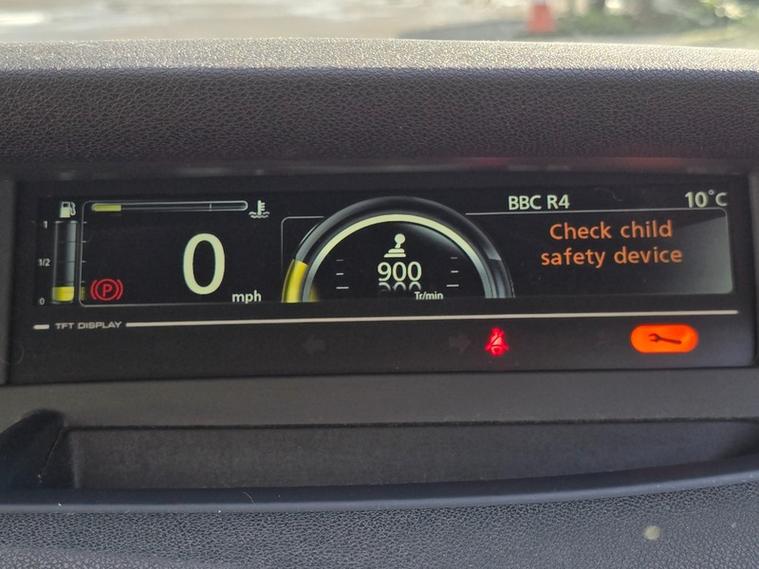 BBC R4
10°C
Check child
safety device
1
1/2
0
P
0
mph
900
Tr/min
TFT DISPLAY